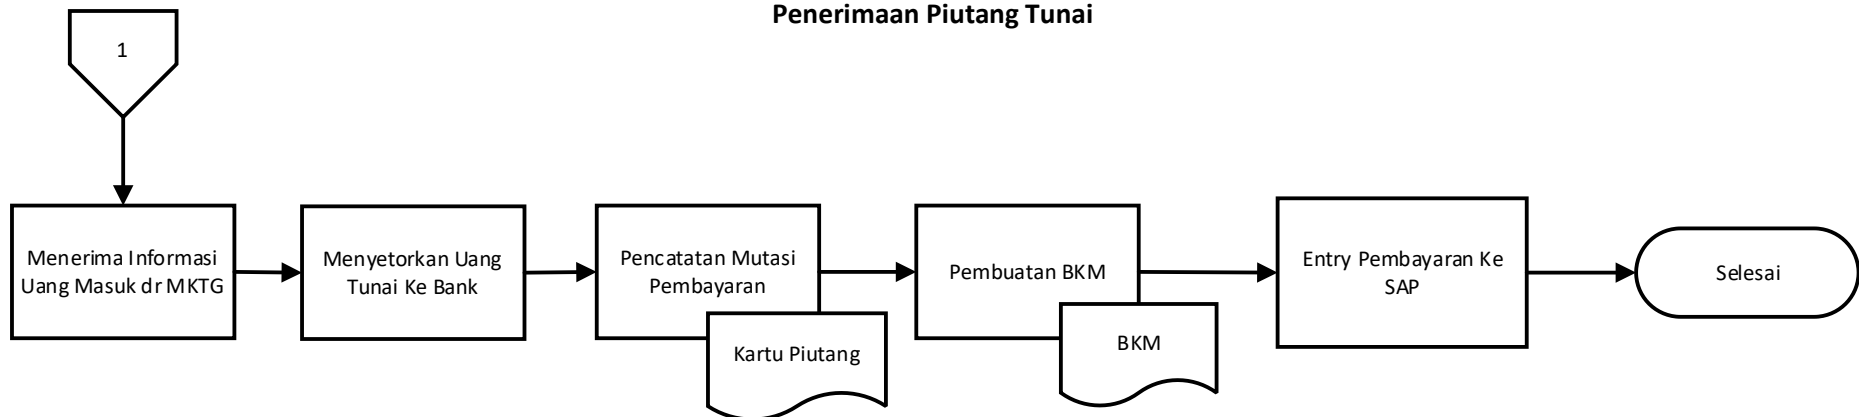 Penerimaan Piutang Tunai
1
Menerima Informasi
Uang Masuk dr MKTG
Menyetorkan Uang
Tunai Ke Bank
Pencatatan Mutasi
Pembayaran
Kartu Piutang
Pembuatan BKM
BKM
Entry Pembayaran Ke
SAP
Selesai